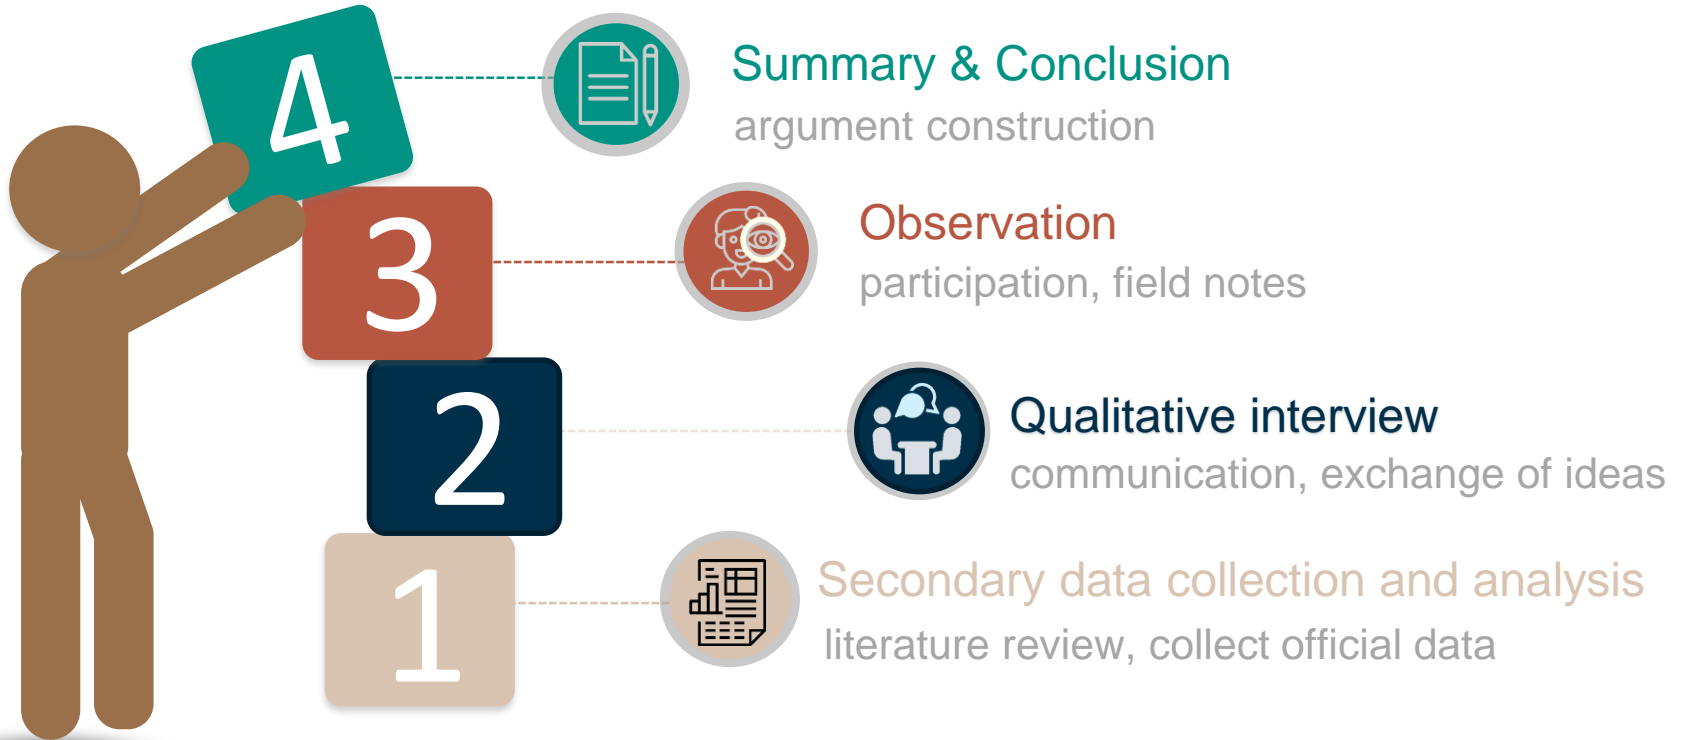 4
Summary & Conclusion
argument construction
3
Observation
participation, field notes
2
Qualitative interview
communication, exchange of ideas
1
Secondary data collection and analysis
literature review, collect official data